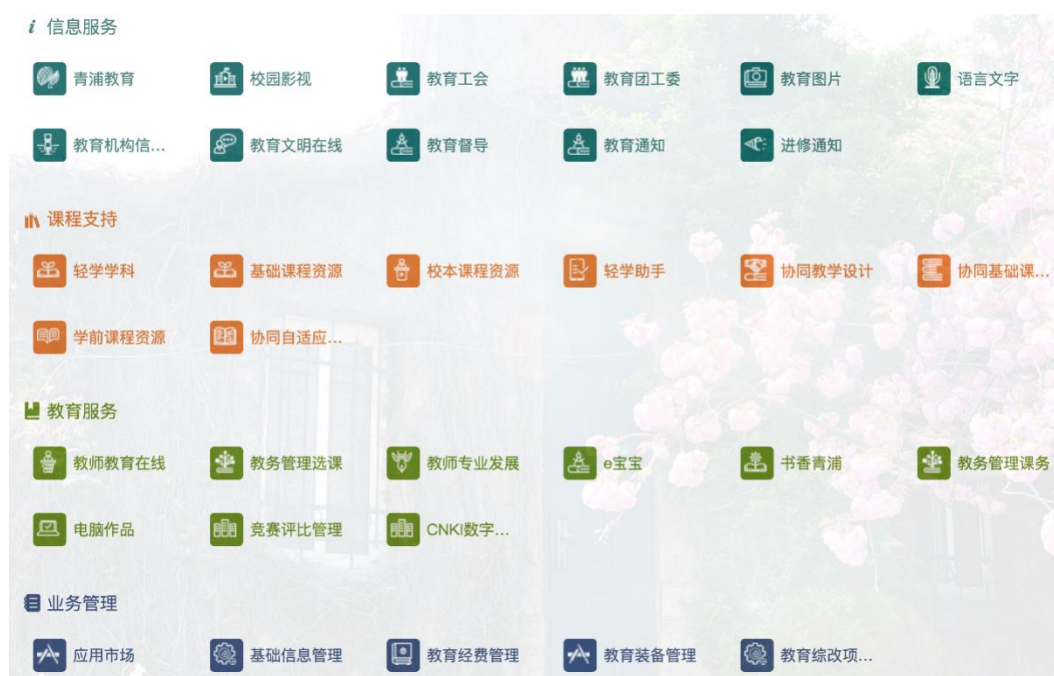 信息服务
青浦教育 校园影视 教育工会 教育团工委 教育图片 语言文字
教育机构信... 教育文明在线 教育督导 教育通知 进修通知
课程支持
轻学学科 基础课程资源 校本课程资源 轻学助手 协同教学设计 协同基础课...
学前课程资源 协同自适应...
教育服务
教师教育在线 教务管理选课 教师专业发展 e宝宝 书香青浦 教务管理课务
电脑作品 竞赛评比管理 CNKI数字...
业务管理
应用市场 基础信息管理 教育经费管理 教育装备管理 教育综改项...